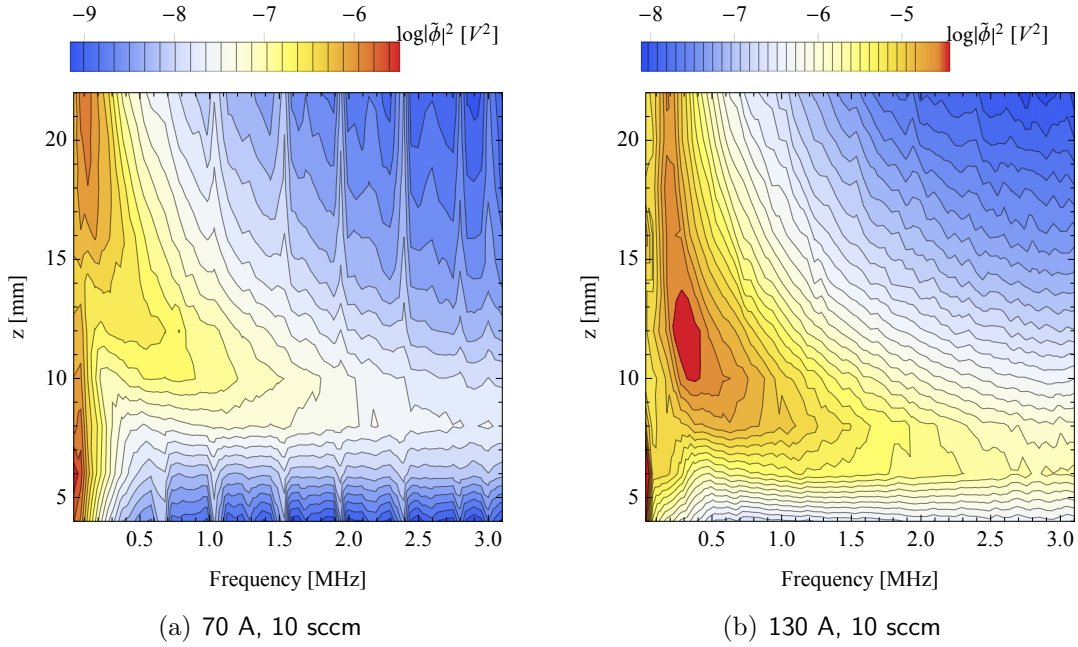 −9 −8 −7 −6
log|ϕ̃|² [V²]
−8 −7 −6 −5
log|ϕ̃|² [V²]
20
15
10
5
z [mm]
0.5 1.0 1.5 2.0 2.5 3.0
Frequency [MHz]
20
15
10
5
z [mm]
0.5 1.0 1.5 2.0 2.5 3.0
Frequency [MHz]
(a) 70 A, 10 sccm
(b) 130 A, 10 sccm